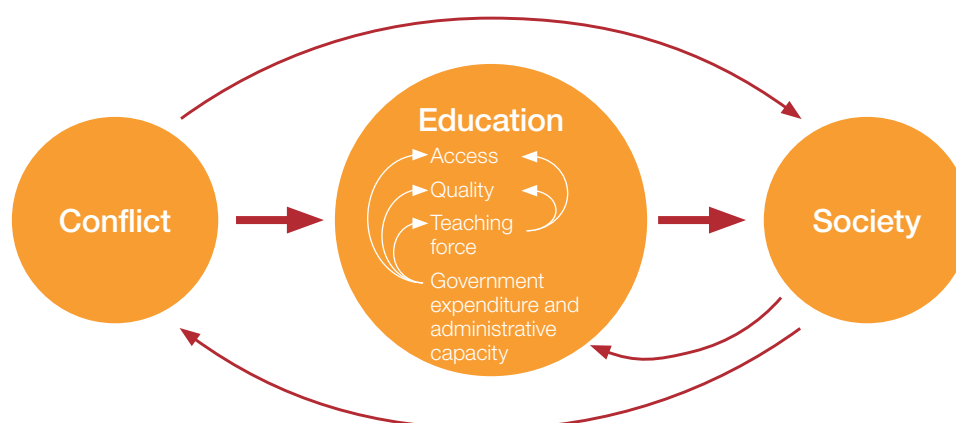 Conflict
Education
Access
Quality
Teaching
force
Government
expenditure and
administrative
capacity
Society